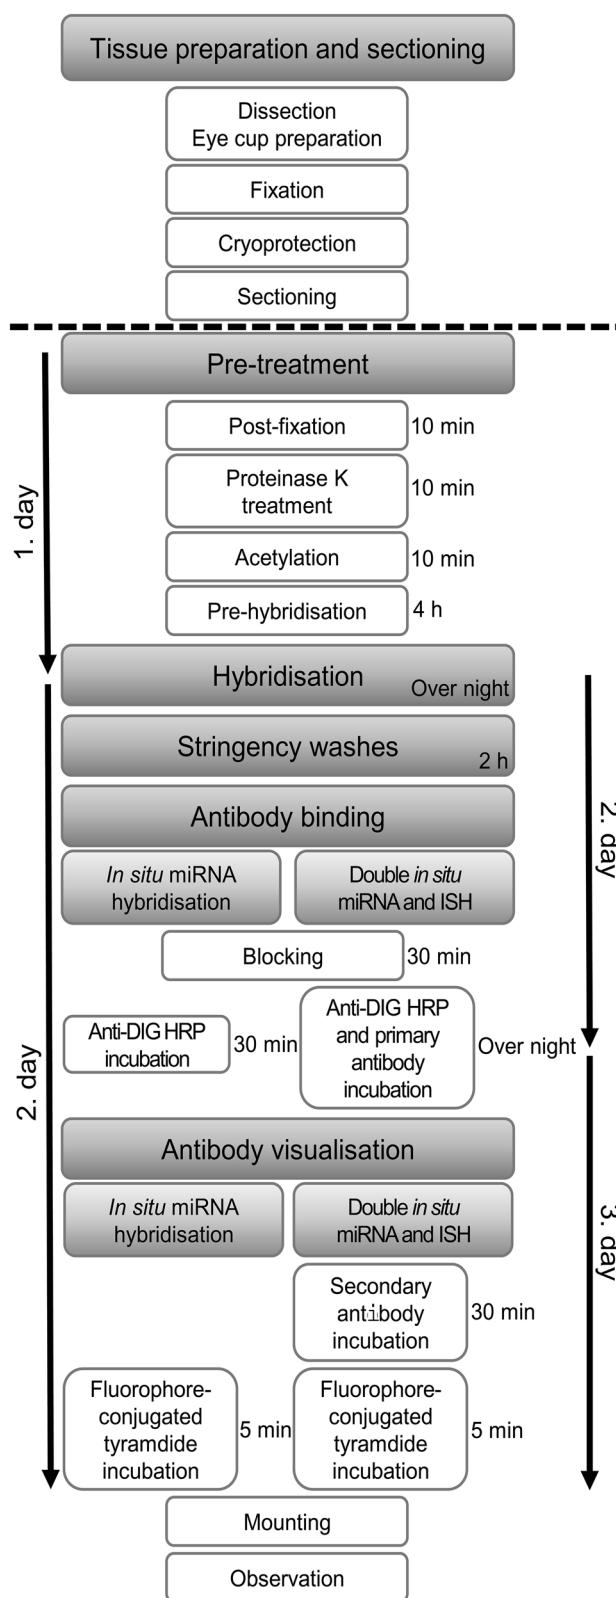 Tissue preparation and sectioning
Dissection
Eye cup preparation
Fixation
Cryoprotection
Sectioning
Pre-treatment
Post-fixation
10 min
Proteinase K
treatment
10 min
Acetylation
10 min
Pre-hybridisation
4 h
1. day
Hybridisation
Over night
Stringency washes
2 h
Antibody binding
In situ miRNA
hybridisation
Double in situ
miRNA and ISH
2. day
Blocking
30 min
Anti-DIG HRP
incubation
30 min
Anti-DIG HRP
and primary
antibody
incubation
Over night
2. day
Antibody visualisation
In situ miRNA
hybridisation
Double in situ
miRNA and ISH
3. day
Secondary
antibody
incubation
30 min
Fluorophore-
conjugated
tyramdide
incubation
5 min
Fluorophore-
conjugated
tyramdide
incubation
5 min
Mounting
Observation